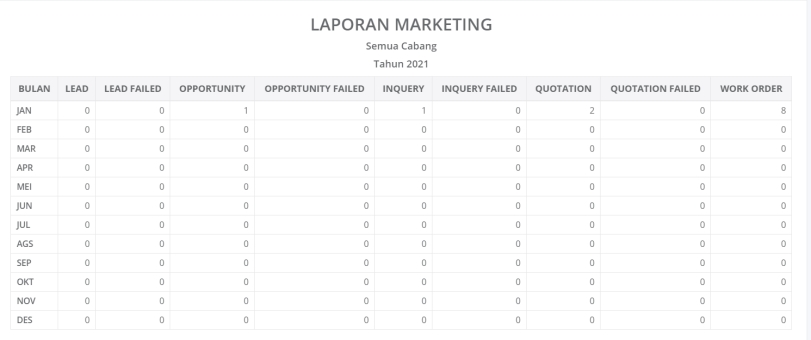 LAPORAN MARKETING
Semua Cabang
Tahun 2021
BULAN LEAD LEAD FAILED OPPORTUNITY OPPORTUNITY FAILED INQUERY INQUERY FAILED QUOTATION QUOTATION FAILED WORK ORDER
JAN 0 0 1 0 1 0 2 0 8
FEB 0 0 0 0 0 0 0 0 0
MAR 0 0 0 0 0 0 0 0 0
APR 0 0 0 0 0 0 0 0 0
MEI 0 0 0 0 0 0 0 0 0
JUN 0 0 0 0 0 0 0 0 0
JUL 0 0 0 0 0 0 0 0 0
AGS 0 0 0 0 0 0 0 0 0
SEP 0 0 0 0 0 0 0 0 0
OKT 0 0 0 0 0 0 0 0 0
NOV 0 0 0 0 0 0 0 0 0
DES 0 0 0 0 0 0 0 0 0